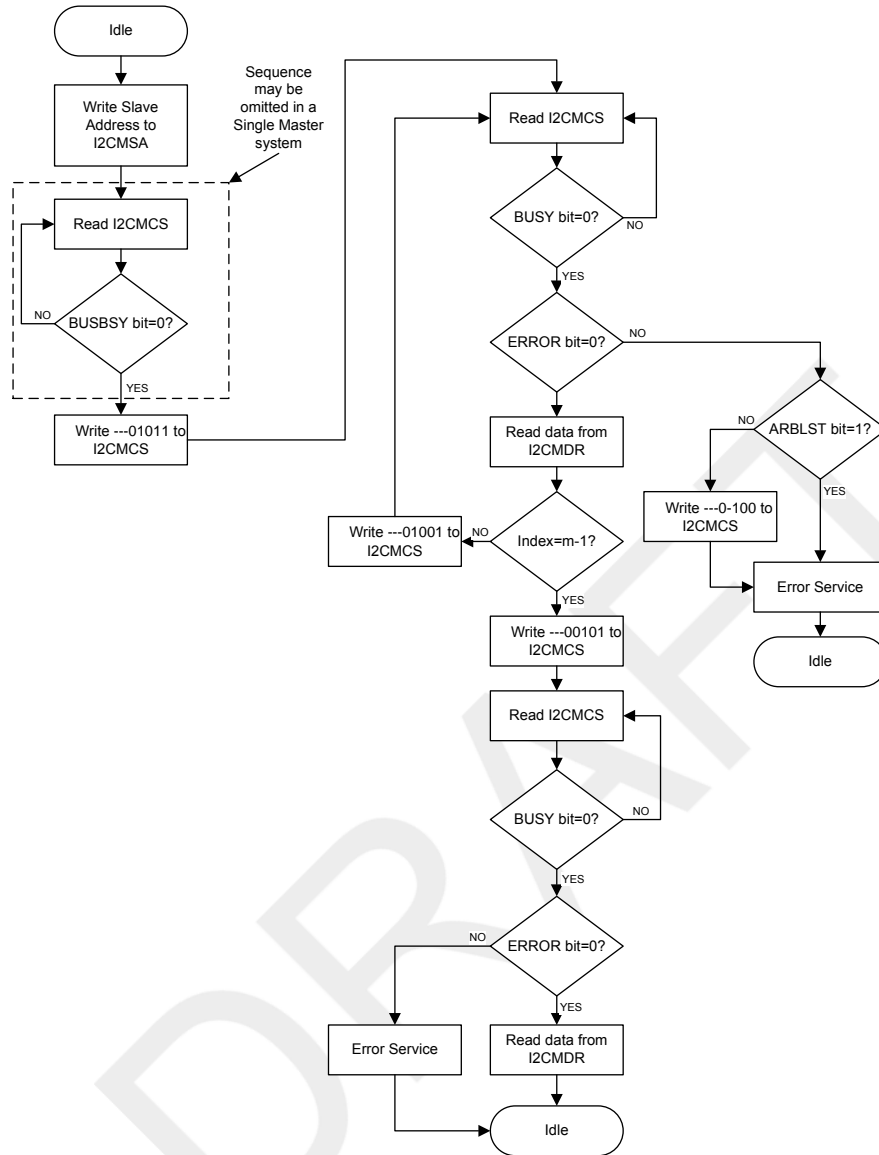 Idle
Write Slave
Address to
I2CMSA
Sequence
may be
omitted in a
Single Master
system
Read I2CMCS
BUSBSY bit=0?
NO
YES
Write ---01011 to
I2CMCS
Read I2CMCS
BUSY bit=0?
NO
YES
ERROR bit=0?
NO
YES
Read data from
I2CMDR
ARBLST bit=1?
NO
YES
Write ---0-100 to
I2CMCS
Error Service
Idle
Index=m-1?
NO
Write ---01001 to
I2CMCS
YES
Write ---00101 to
I2CMCS
Read I2CMCS
BUSY bit=0?
NO
YES
ERROR bit=0?
NO
YES
Error Service
Read data from
I2CMDR
Idle
DRAFT